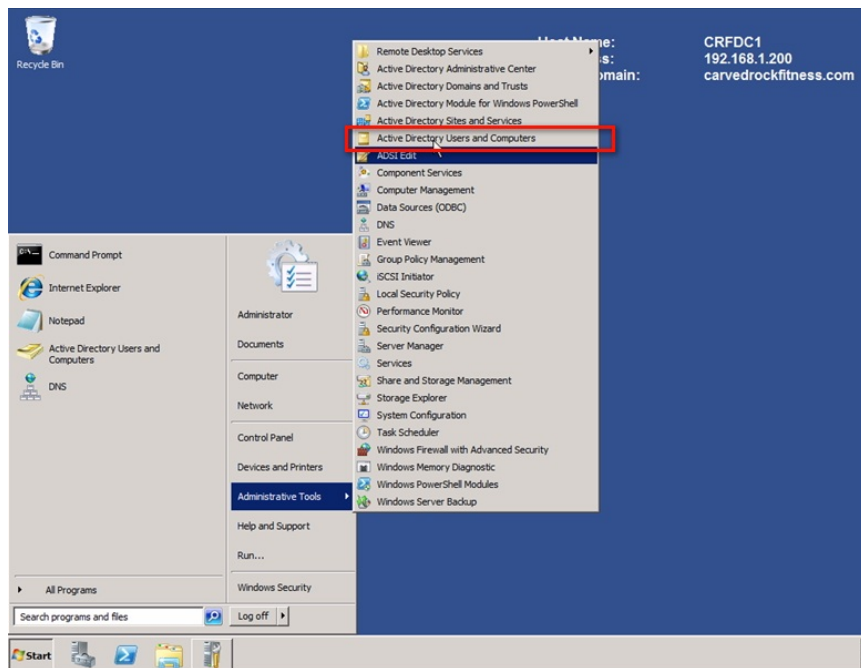 Recycle Bin
Host Name:
CRFDC1
s:
192.168.1.200
omain:
carvedrockfitness.com
Remote Desktop Services
Active Directory Administrative Center
Active Directory Domains and Trusts
Active Directory Module for Windows PowerShell
Active Directory Sites and Services
Active Directory Users and Computers
ADSI Edit
Component Services
Computer Management
Data Sources (ODBC)
DNS
Event Viewer
Group Policy Management
iSCSI Initiator
Local Security Policy
Performance Monitor
Security Configuration Wizard
Server Manager
Services
Share and Storage Management
Storage Explorer
System Configuration
Task Scheduler
Windows Firewall with Advanced Security
Windows Memory Diagnostic
Windows PowerShell Modules
Windows Server Backup
Command Prompt
Internet Explorer
Notepad
Active Directory Users and
Computers
DNS
All Programs
Search programs and files
Administrator
Documents
Computer
Network
Control Panel
Devices and Printers
Administrative Tools
Help and Support
Run...
Windows Security
Log off
Start